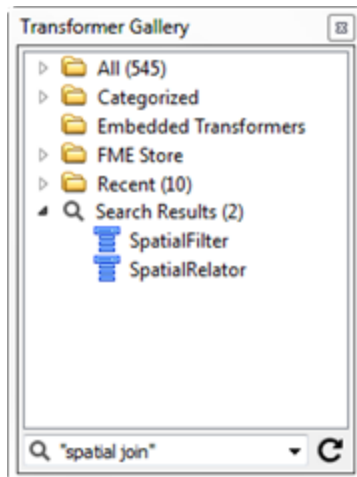 Transformer Gallery
All (545)
Categorized
Embedded Transformers
FME Store
Recent (10)
Search Results (2)
SpatialFilter
SpatialRelator
"spatial join"